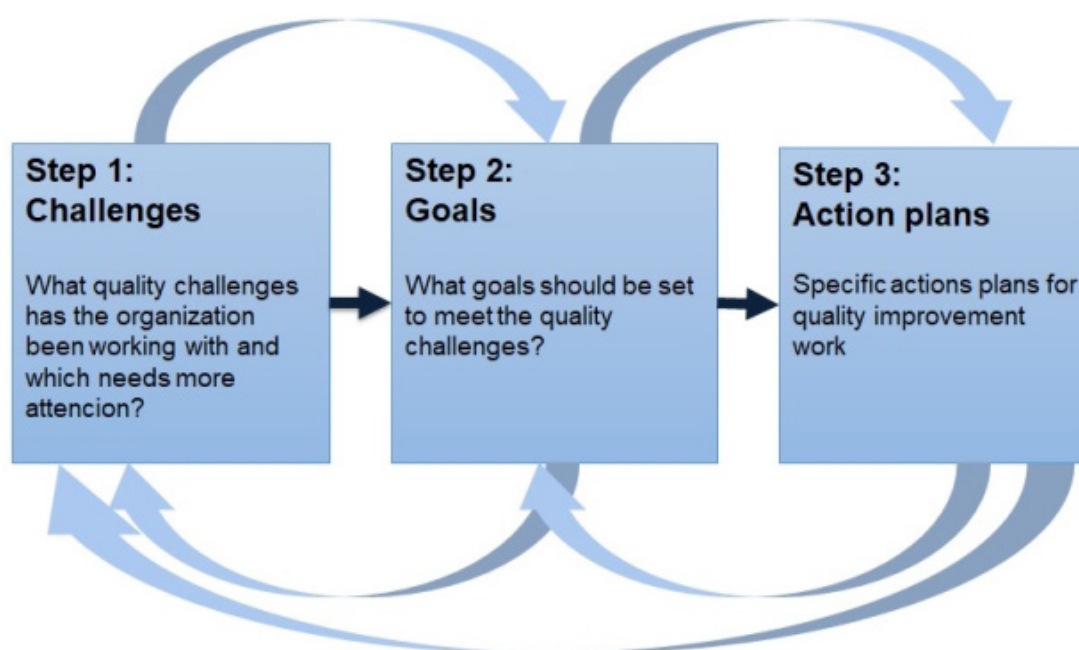 Step 1:
Challenges
What quality challenges
has the organization
been working with and
which needs more
attencion?
Step 2:
Goals
What goals should be set
to meet the quality
challenges?
Step 3:
Action plans
Specific actions plans for
quality improvement
work